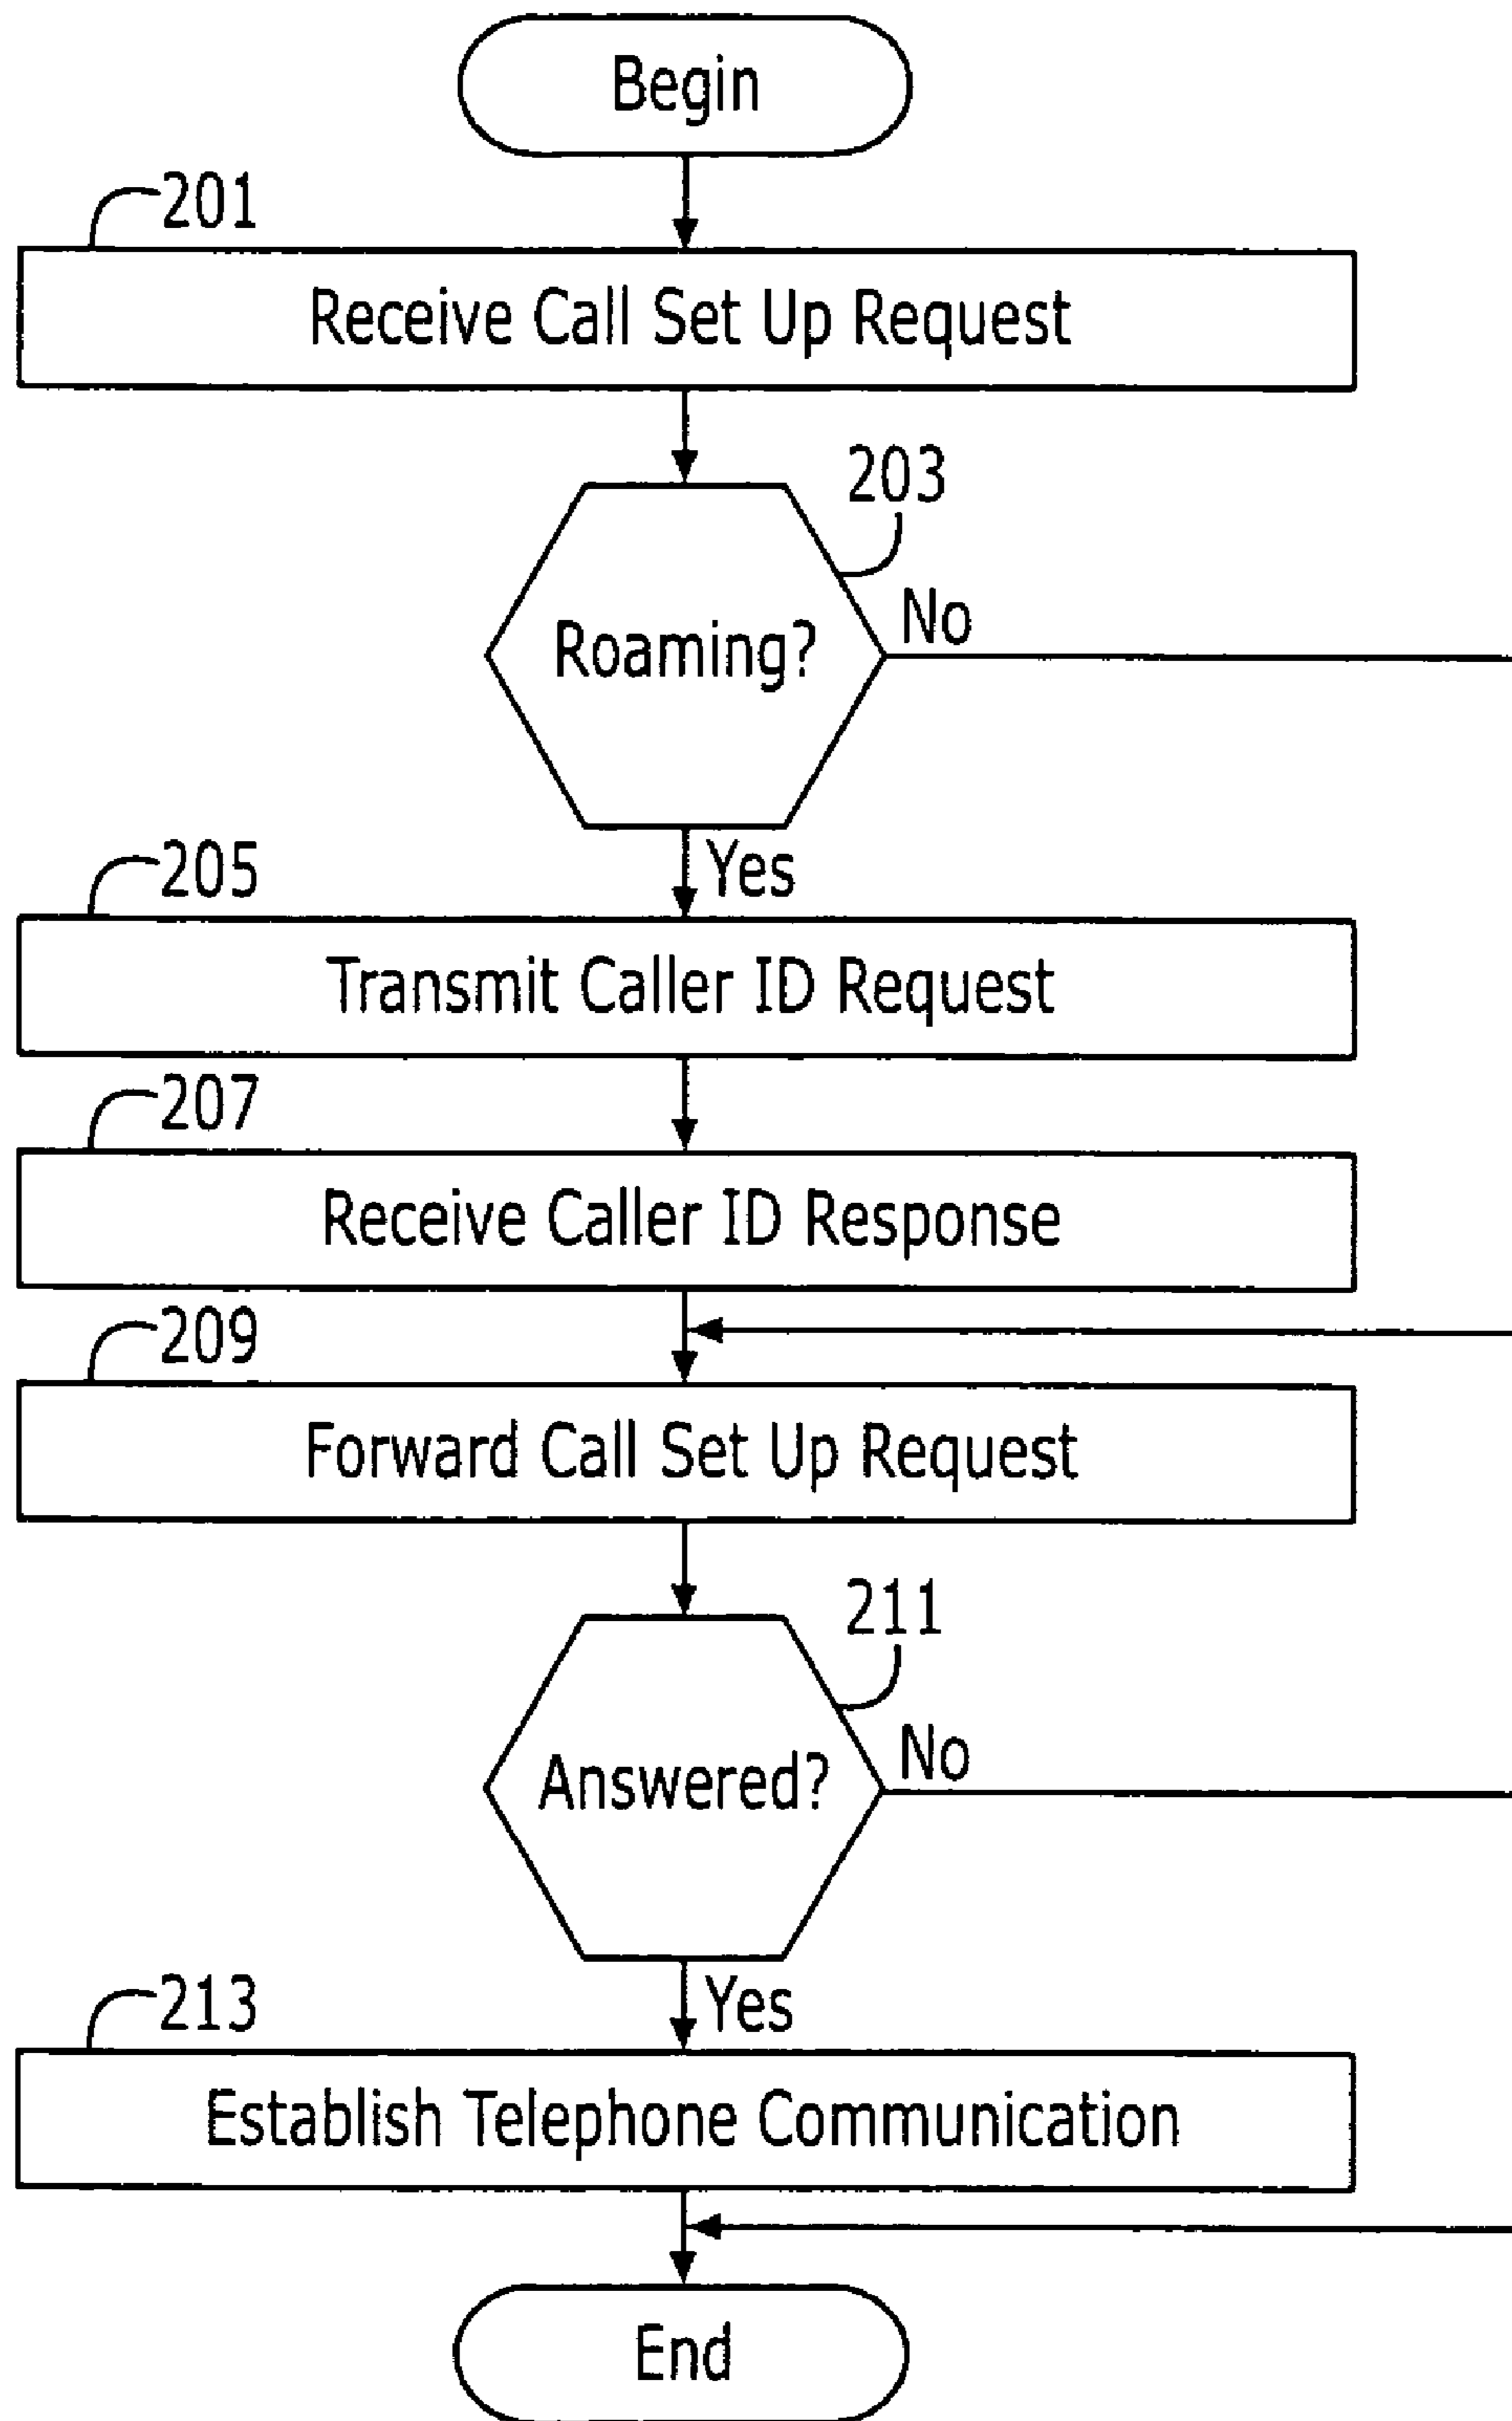 Begin
201
Receive Call Set Up Request
203
Roaming?
No
Yes
205
Transmit Caller ID Request
207
Receive Caller ID Response
209
Forward Call Set Up Request
211
Answered?
No
Yes
213
Establish Telephone Communication
End